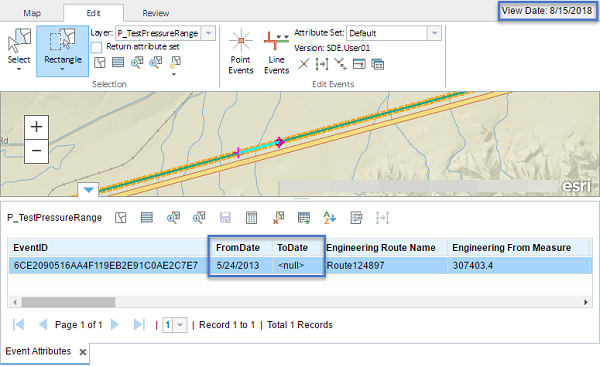 Map Edit Review View Date: 8/15/2018
Layer: P_TestPressureRange
Return attribute set
Select Rectangle
Selection
Point Events Line Events
Attribute Set: Default
Version: SDE.User01
Edit Events
Rd
+
−
esri
P_TestPressureRange
EventID FromDate ToDate Engineering Route Name Engineering From Measure
6CE2090516AA4F119EB2E91C0AE2C7E7 5/24/2013 <null> Route124897 307403.4
Page 1 of 1 | 1 | Record 1 to 1 | Total 1 Records
Event Attributes x